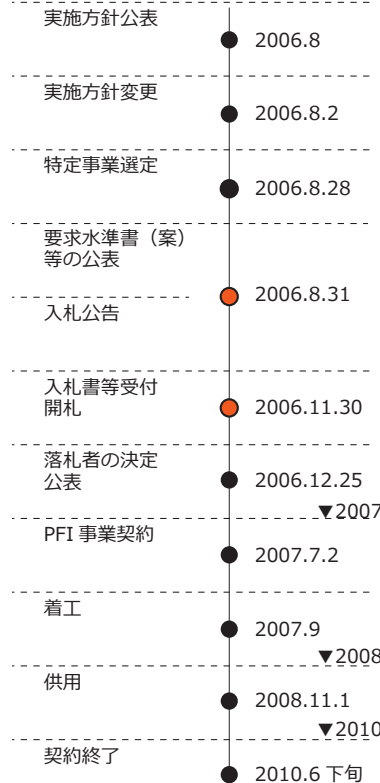 実施方針公表
2006.8
実施方針変更
2006.8.2
特定事業選定
2006.8.28
要求水準書（案）
等の公表
2006.8.31
入札公告
入札書等受付
開札
2006.11.30
落札者の決定
公表
2006.12.25
▼2007
PFI 事業契約
2007.7.2
着工
2007.9
▼2008
供用
2008.11.1
▼2010
契約終了
2010.6 下旬